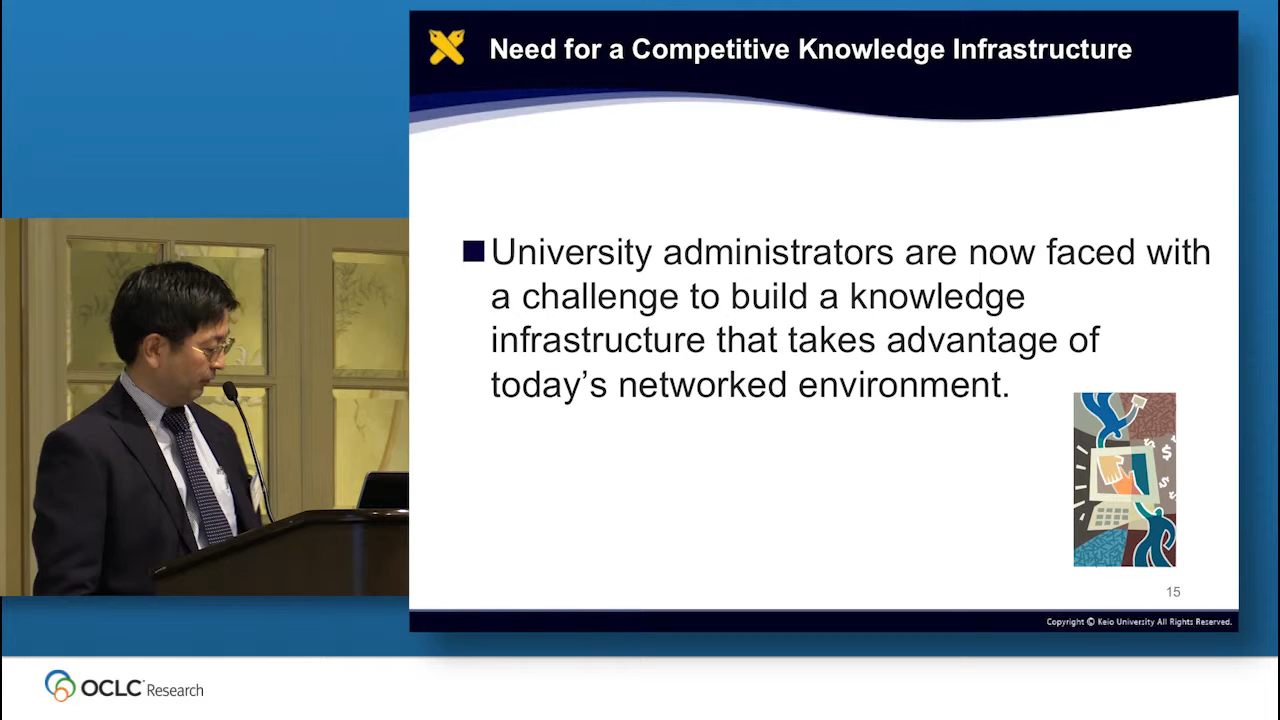 Need for a Competitive Knowledge Infrastructure
University administrators are now faced with
a challenge to build a knowledge
infrastructure that takes advantage of
today’s networked environment.
$
$
$
$
15
Copyright © Keio University All Rights Reserved.
OCLC Research